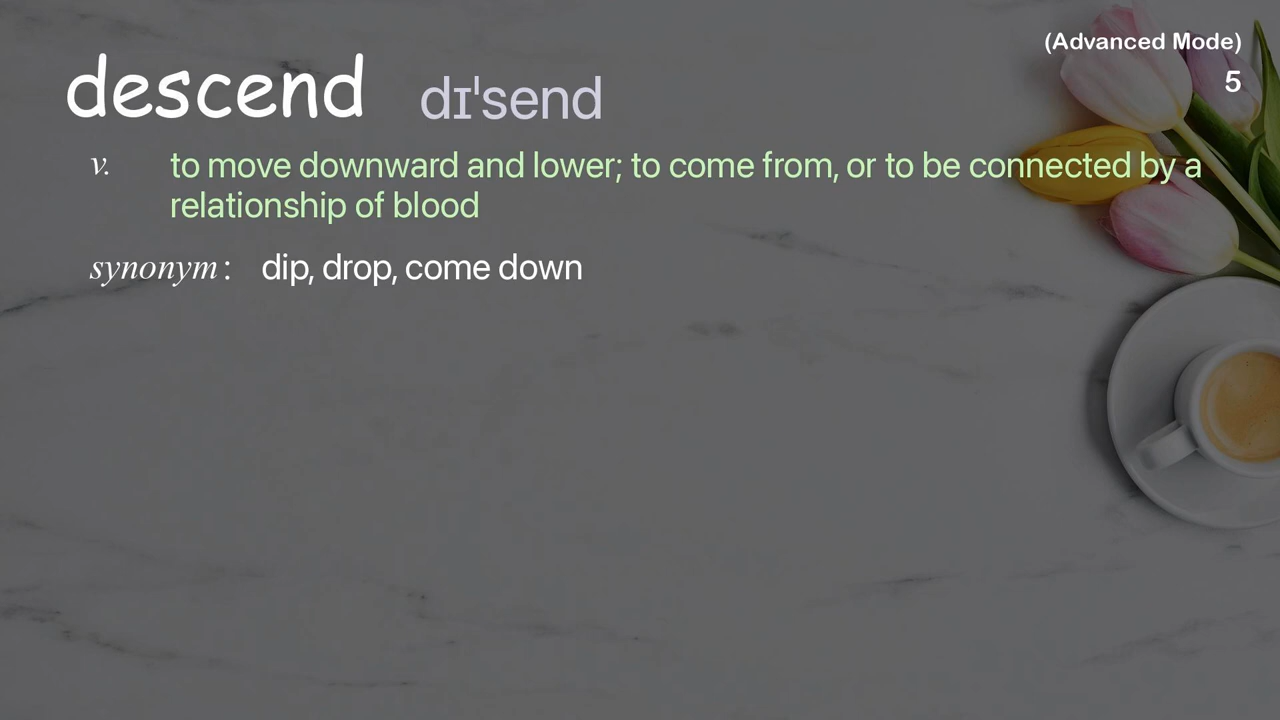 (Advanced Mode)
descend dɪˈsend
5
v. to move downward and lower; to come from, or to be connected by a
relationship of blood
synonym : dip, drop, come down